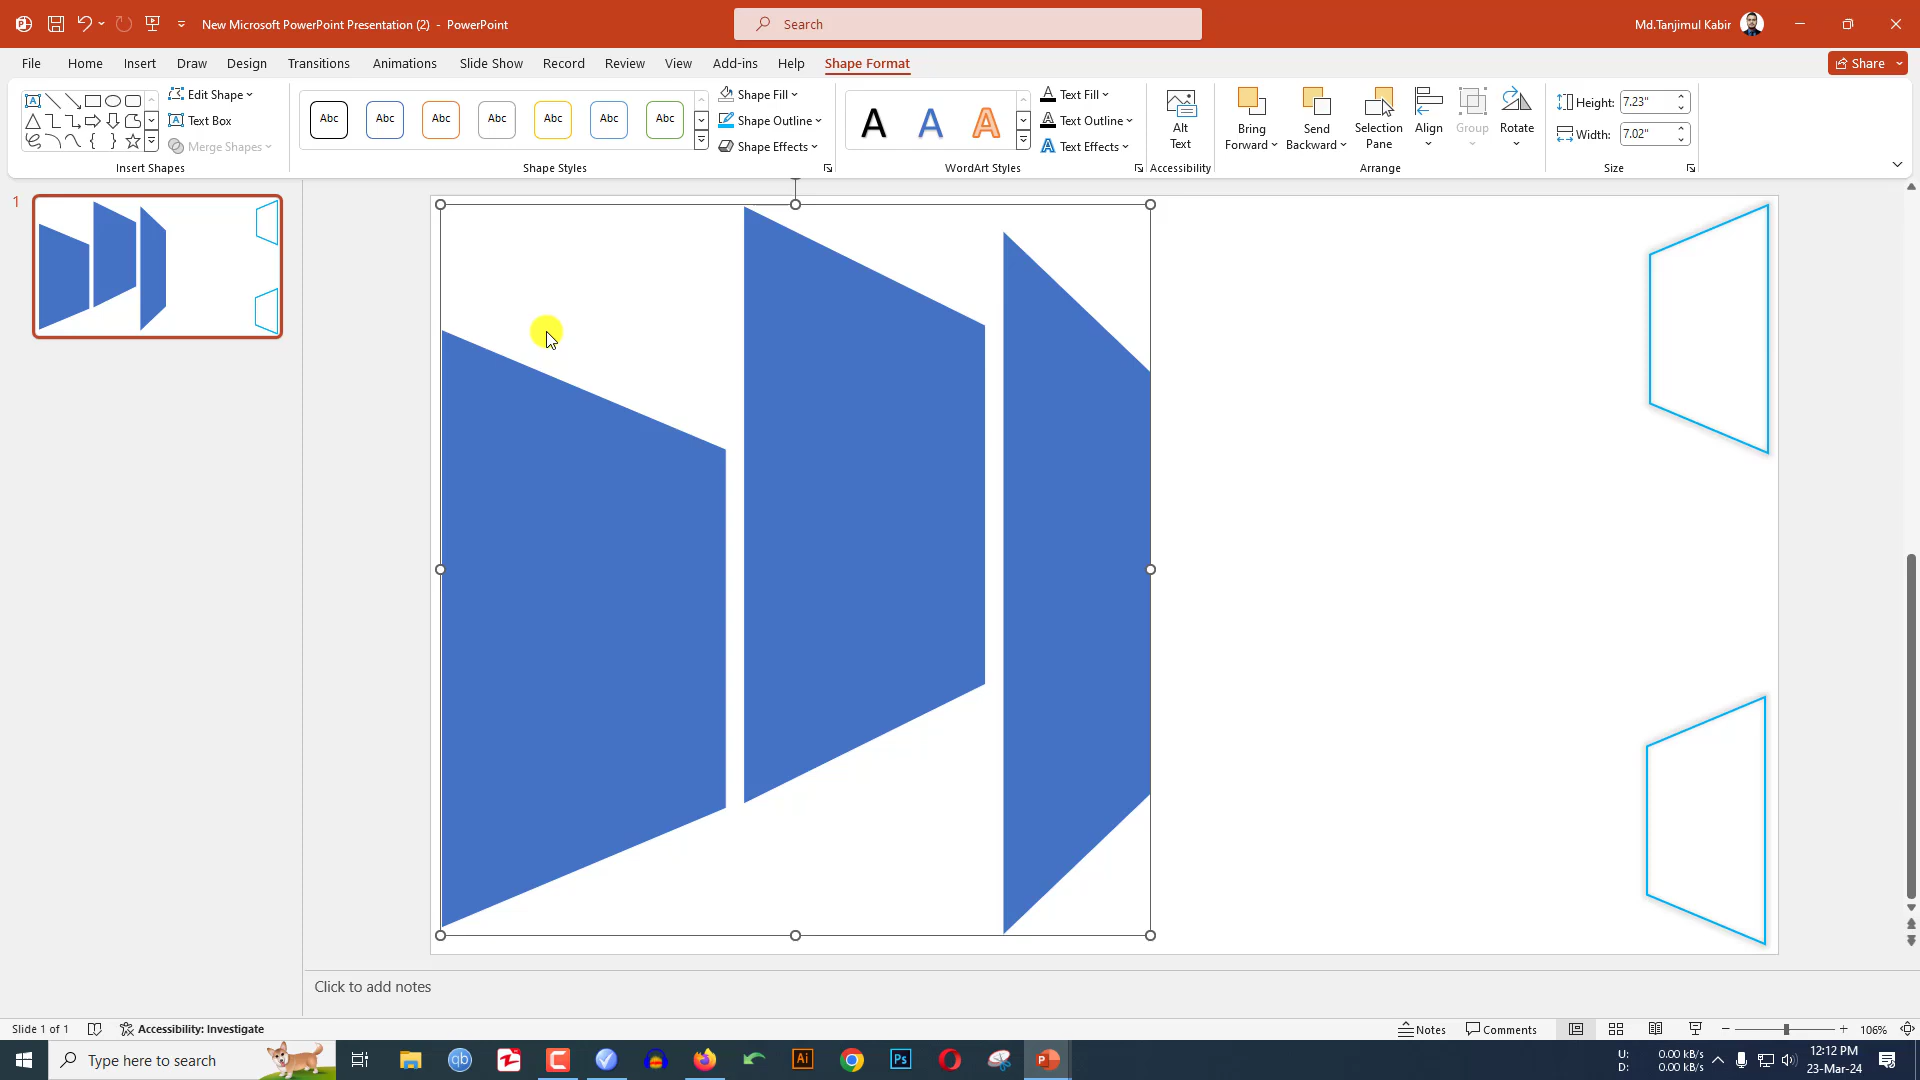 New Microsoft PowerPoint Presentation (2) - PowerPoint
Search
Md.Tanjimul Kabir
File Home Insert Draw Design Transitions Animations Slide Show Record Review View Add-ins Help Shape Format
Share
Edit Shape
Text Box
Merge Shapes
Insert Shapes
Abc Abc Abc Abc Abc Abc Abc
Shape Fill
Shape Outline
Shape Effects
Shape Styles
A A A
Text Fill
Text Outline
Text Effects
WordArt Styles
Alt Text
Accessibility
Bring Forward
Send Backward
Selection Pane
Align
Group
Rotate
Arrange
Height: 7.23"
Width: 7.02"
Size
1
Click to add notes
Slide 1 of 1
Accessibility: Investigate
Notes
Comments
106%
Type here to search
qb
Ai
Ps
P
U: 0.00 kB/s
D: 0.00 kB/s
12:12 PM
23-Mar-24